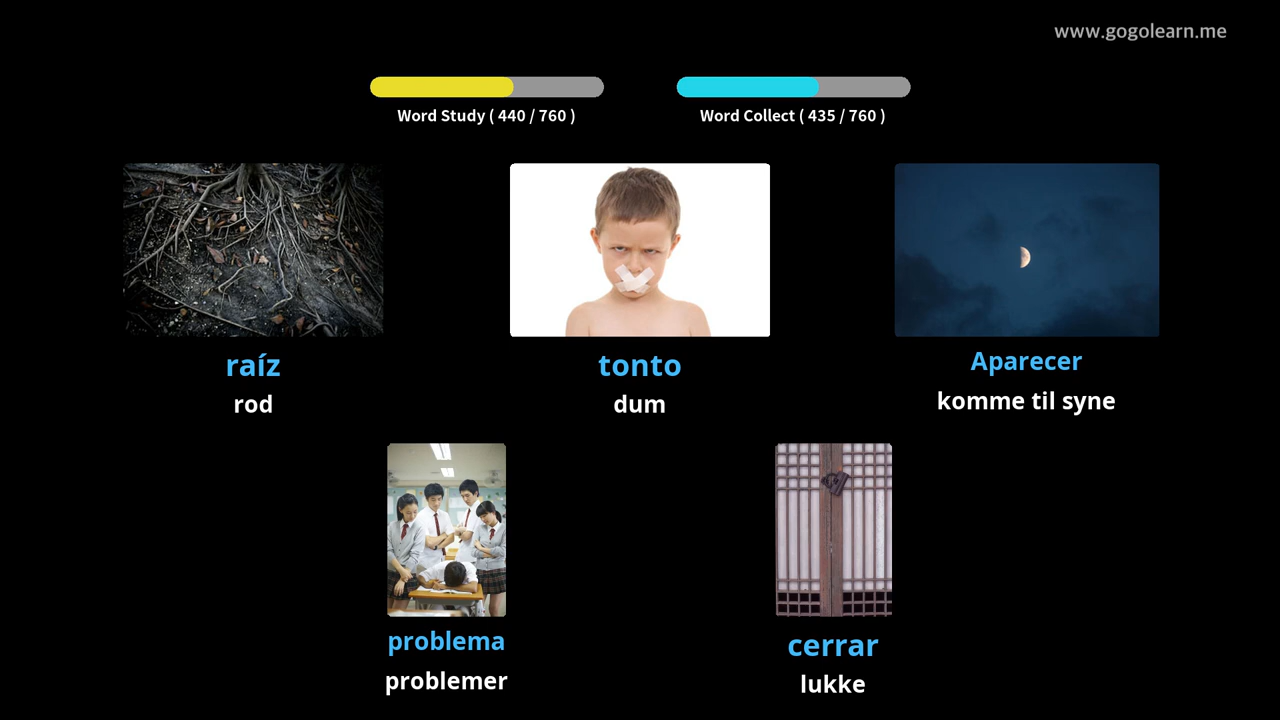 www.gogolearn.me
Word Study ( 440 / 760 )
Word Collect ( 435 / 760 )
raíz
rod
tonto
dum
Aparecer
komme til syne
problema
problemer
cerrar
lukke